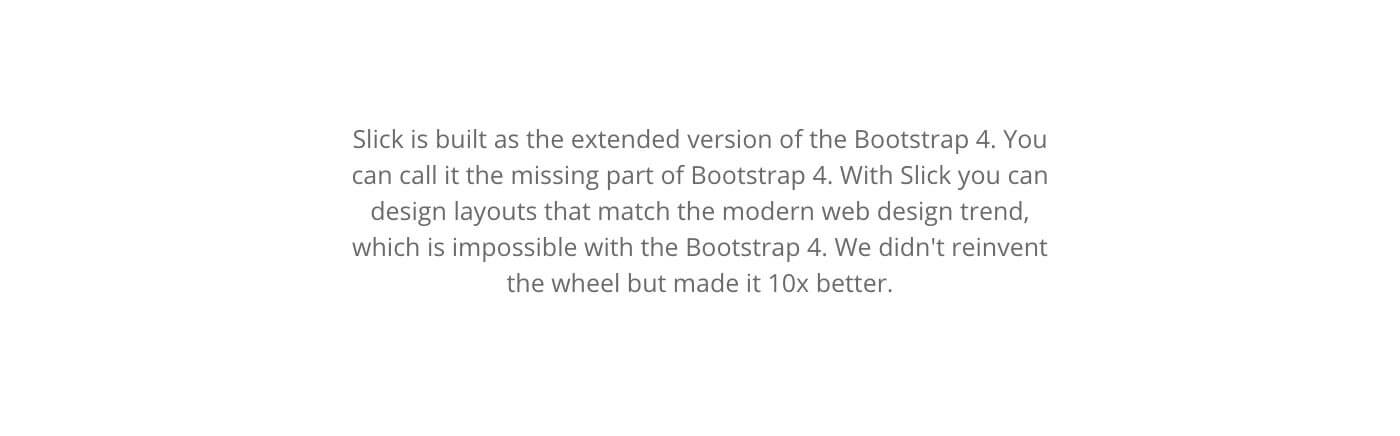 Slick is built as the extended version of the Bootstrap 4. You
can call it the missing part of Bootstrap 4. With Slick you can
design layouts that match the modern web design trend,
which is impossible with the Bootstrap 4. We didn't reinvent
the wheel but made it 10x better.